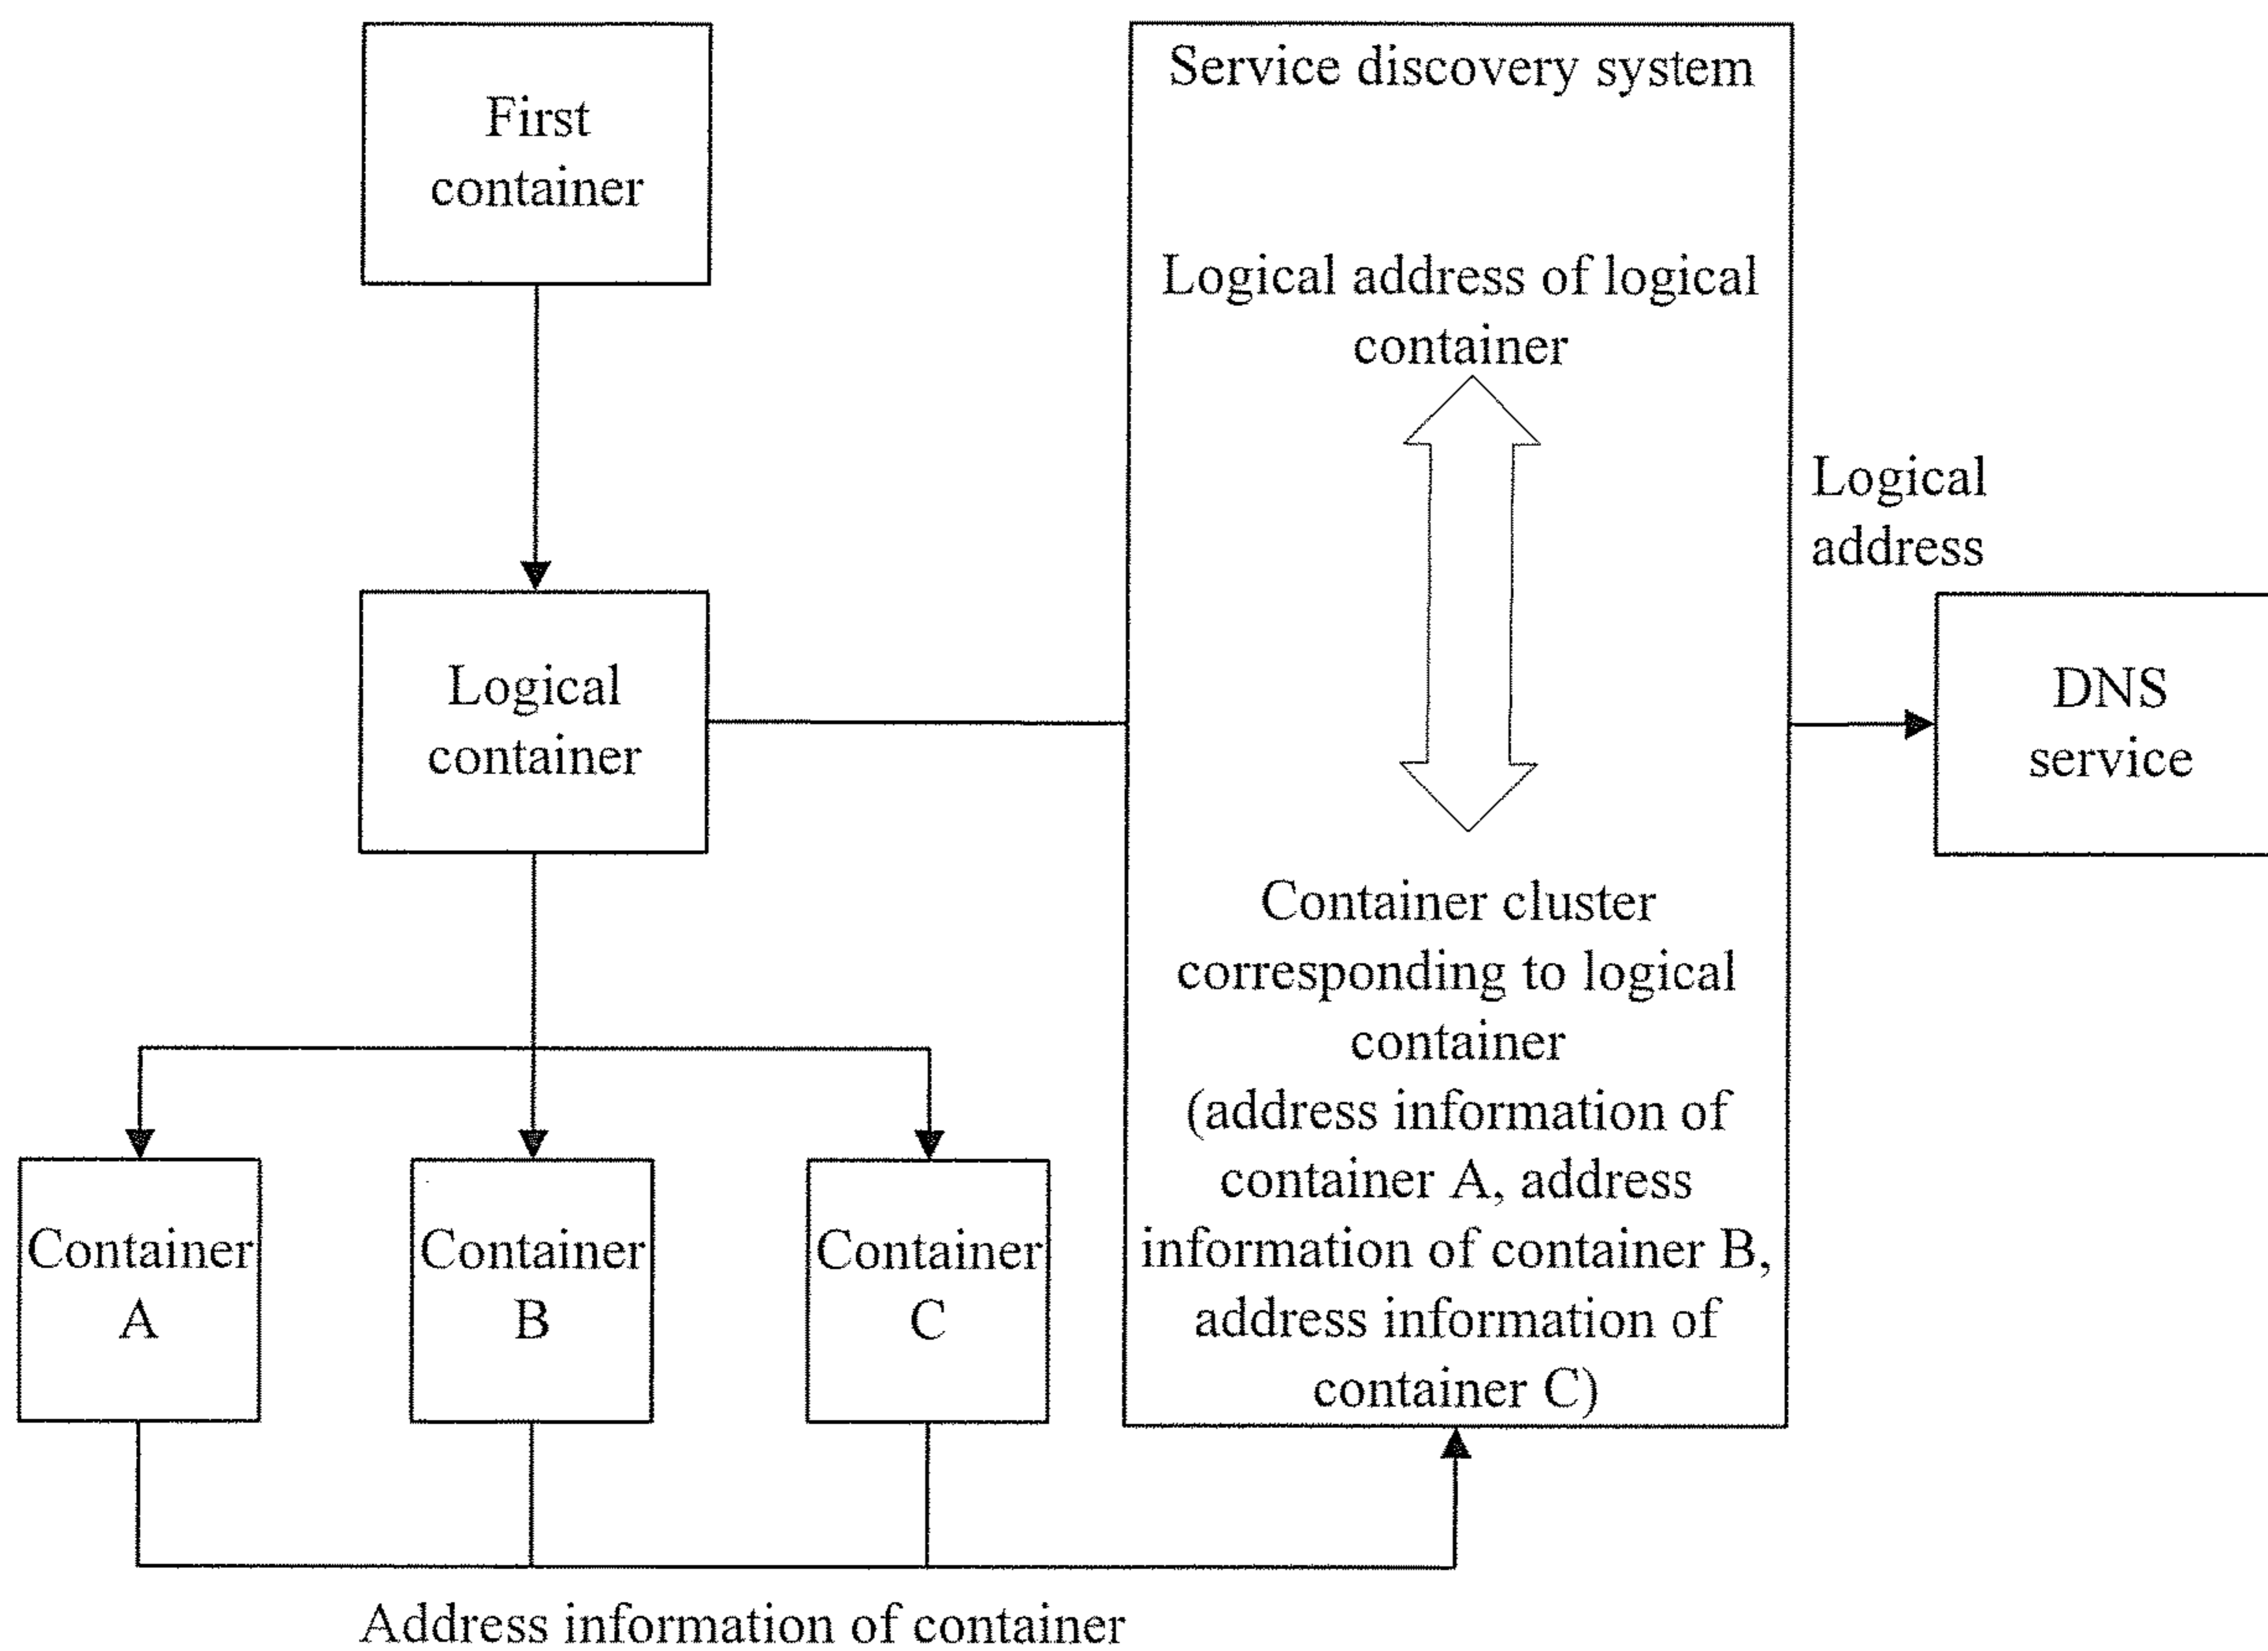 First
container
Service discovery system
Logical address of logical
container
Logical
address
Logical
container
DNS
service
Container cluster
corresponding to logical
container
(address information of
container A, address
information of container B,
address information of
container C)
Container
A
Container
B
Container
C
Address information of container